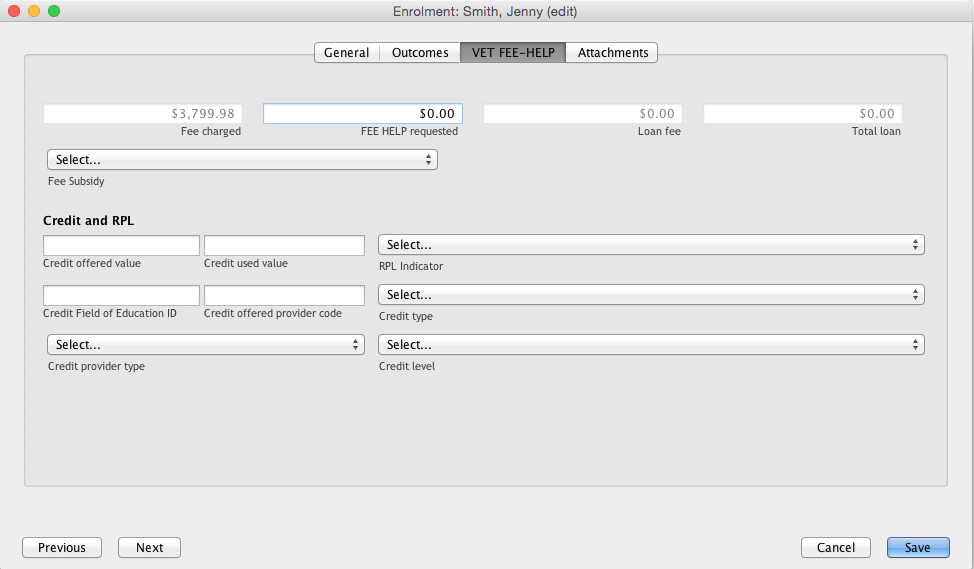 Enrolment: Smith, Jenny (edit)
General Outcomes VET FEE-HELP Attachments
$3,799.98 $0.00 $0.00 $0.00
Fee charged FEE HELP requested Loan fee Total loan
Select...
Fee Subsidy
Credit and RPL
Select...
Credit offered value Credit used value RPL Indicator
Select...
Credit Field of Education ID Credit offered provider code Credit type
Select... Select...
Credit provider type Credit level
Previous Next Cancel Save